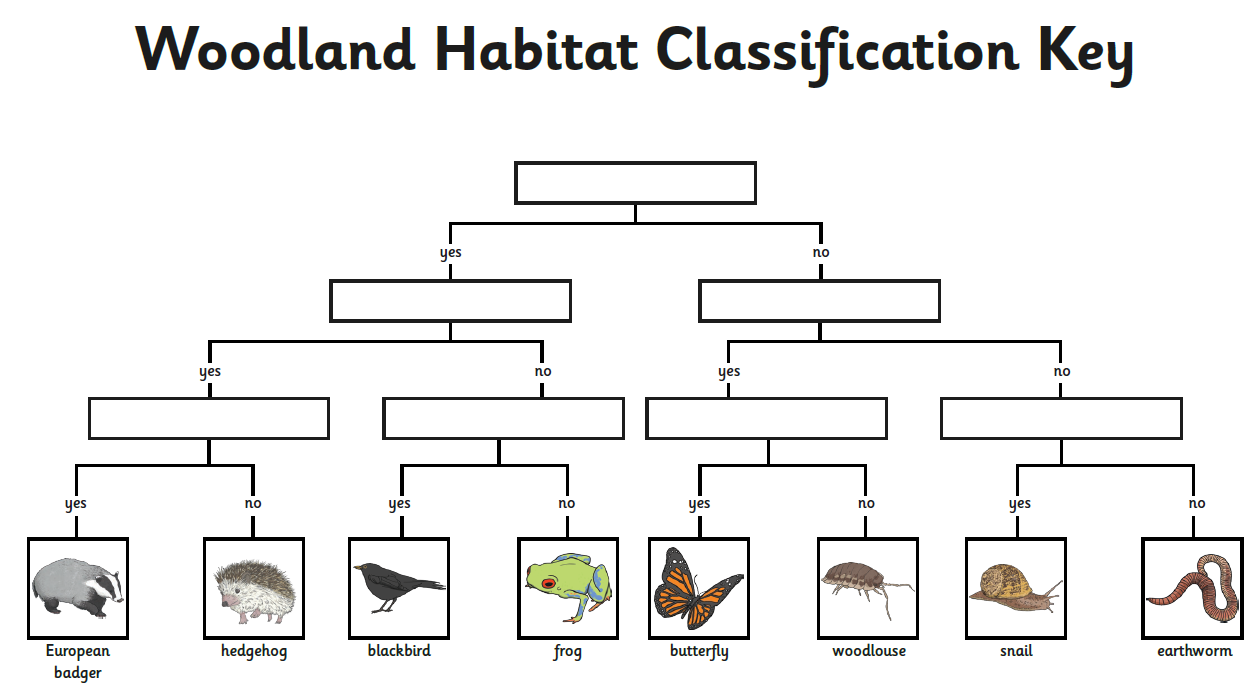 Woodland Habitat Classification Key
yes
no
yes
no
yes
no
yes
no
yes
no
yes
no
yes
no
European
badger
hedgehog
blackbird
frog
butterfly
woodlouse
snail
earthworm